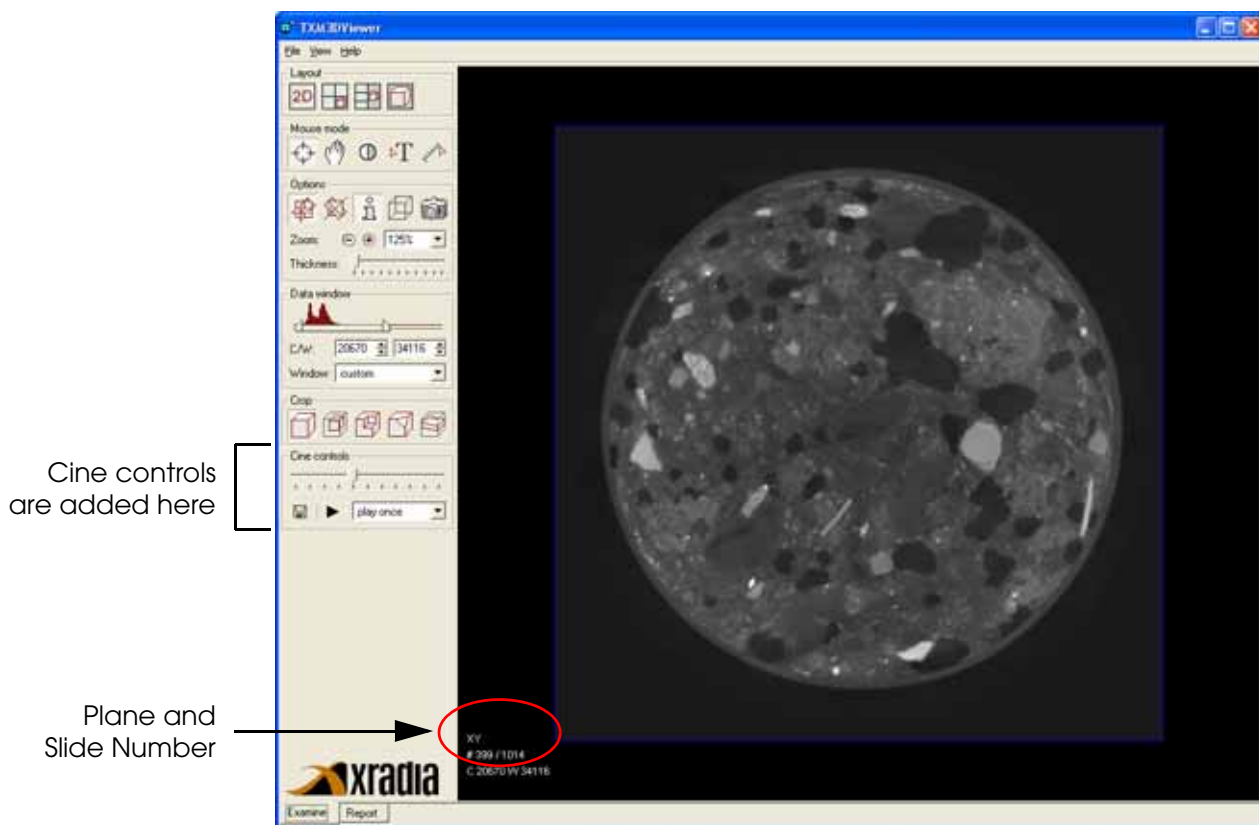 TXM3DViewer
File View Help
Layout
2D
Mouse mode
T
Options
Zoom: 125%
Thickness:
Data window
C/W: 20670 34116
Window: custom
Crop
Cine controls
play once
Cine controls
are added here
Plane and
Slide Number
XY
# 399 / 1014
C 20670 W 34116
xradia
Examine Report